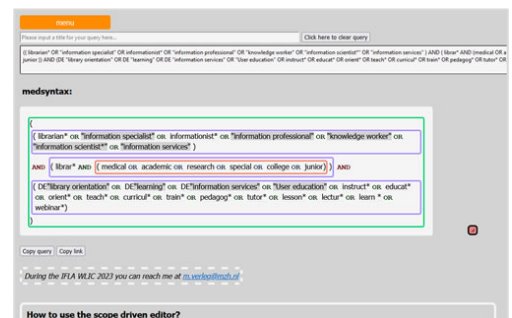 menu
Please input a title for your query here...
Click here to clear query
(( librarian* OR "information specialist" OR informationist* OR "information professional" OR "knowledge worker" OR "information scientist*" OR "information services" ) AND ( librar* AND (medical OR a
junior )) AND (DE "library orientation" OR DE "learning" OR DE "information services" OR "User education" OR instruct* OR educat* OR orient* OR teach* OR curricul* OR train* OR pedagog* OR tutor* OR
medsyntax:
(
( librarian* OR "information specialist" OR informationist* OR "information professional" OR "knowledge worker" OR
"information scientist*" OR "information services" )
AND ( librar* AND ( medical OR academic OR research OR special OR college OR junior) ) AND
( DE"library orientation" OR DE"learning" OR DE"information services" OR "User education" OR instruct* OR educat*
OR orient* OR teach* OR curricul* OR train* OR pedagog* OR tutor* OR lesson* OR lectur* OR learn * OR
webinar*)
)
Copy query Copy link
During the IFLA WLIC 2023 you can reach me at
How to use the scope driven editor?